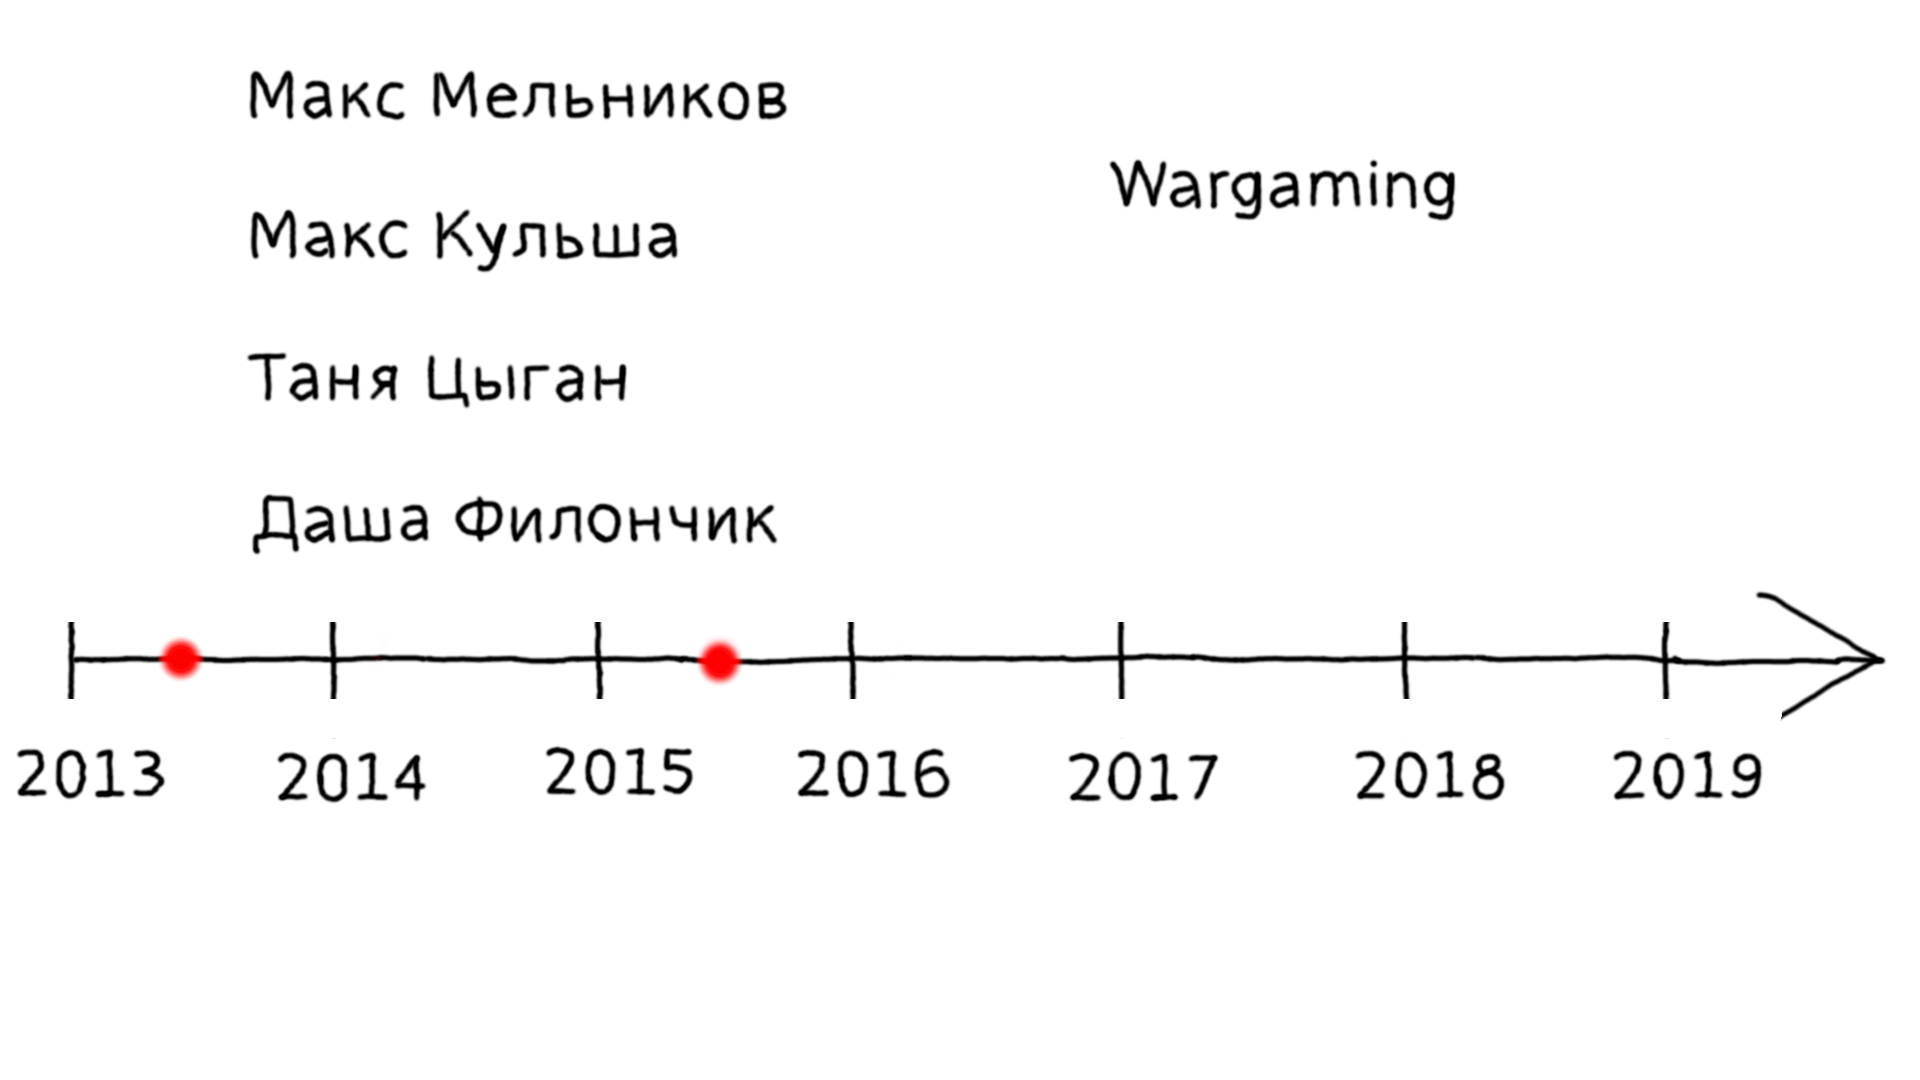 Макс Мельников
Wargaming
Макс Кульша
Таня Цыган
Даша Филончик
2013 2014 2015 2016 2017 2018 2019